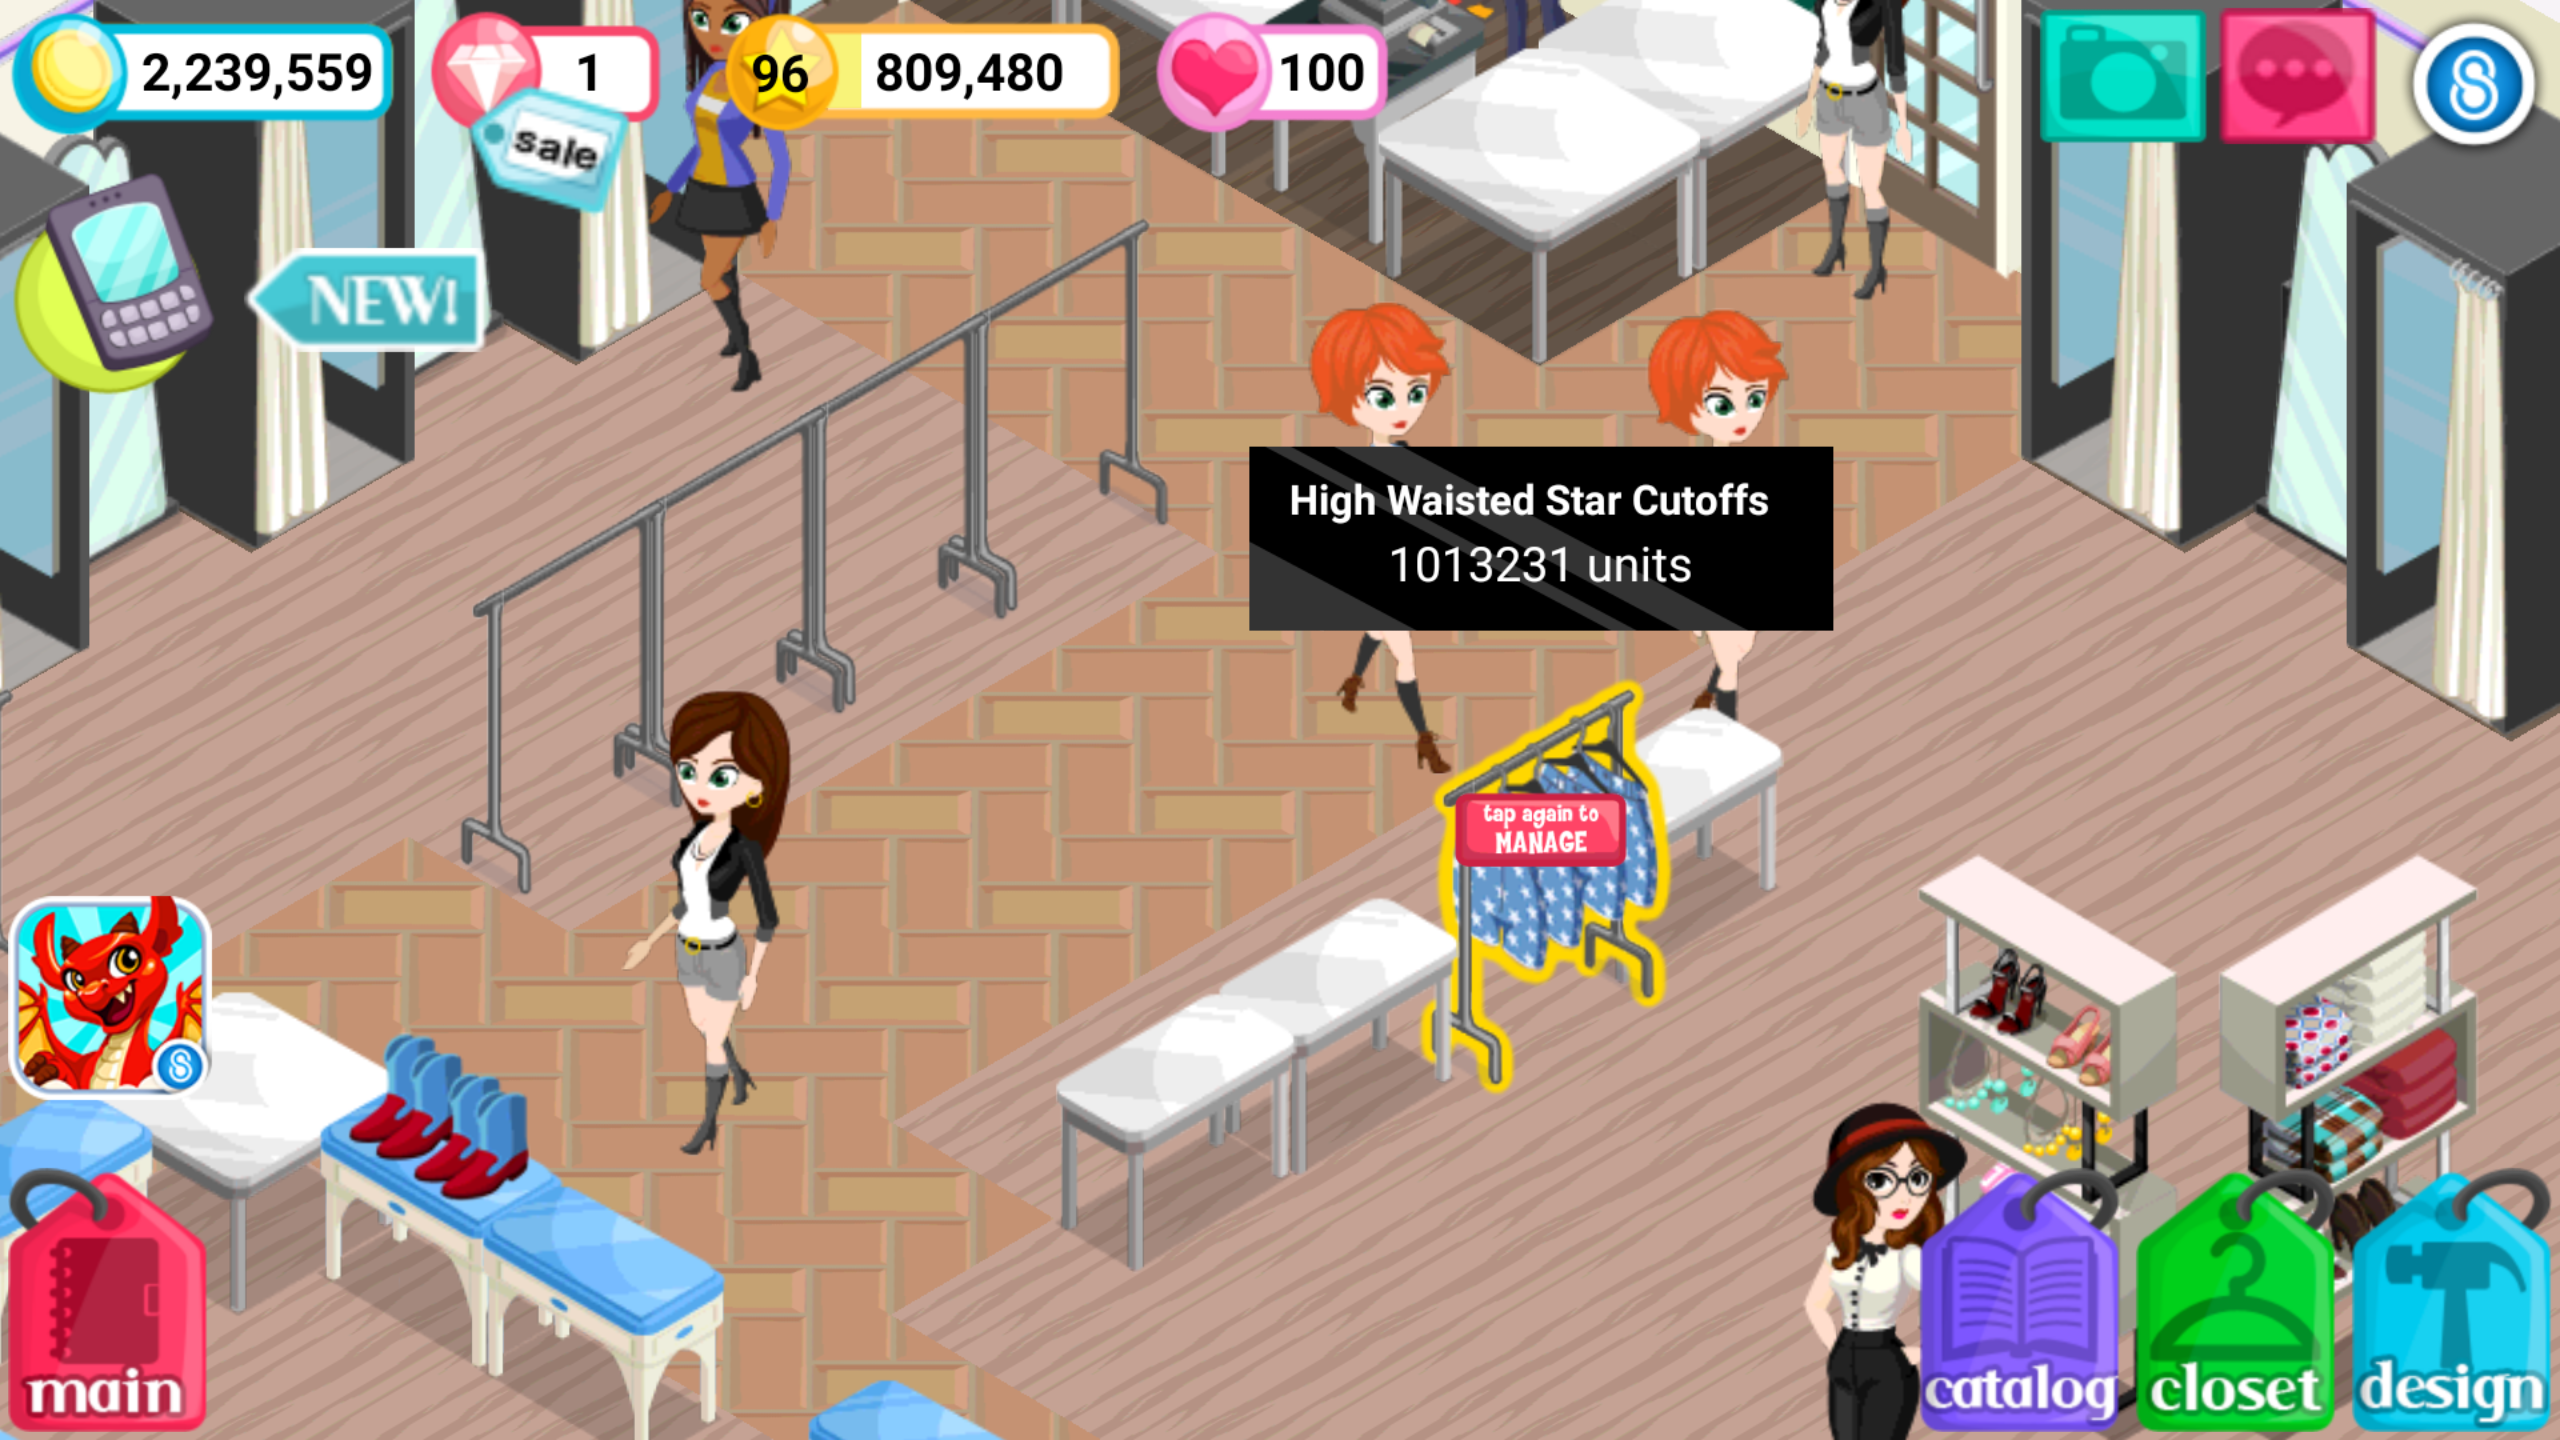 2,239,559
1
96
809,480
100
sale
NEW!
High Waisted Star Cutoffs
1013231 units
tap again to
MANAGE
main
catalog
closet
design